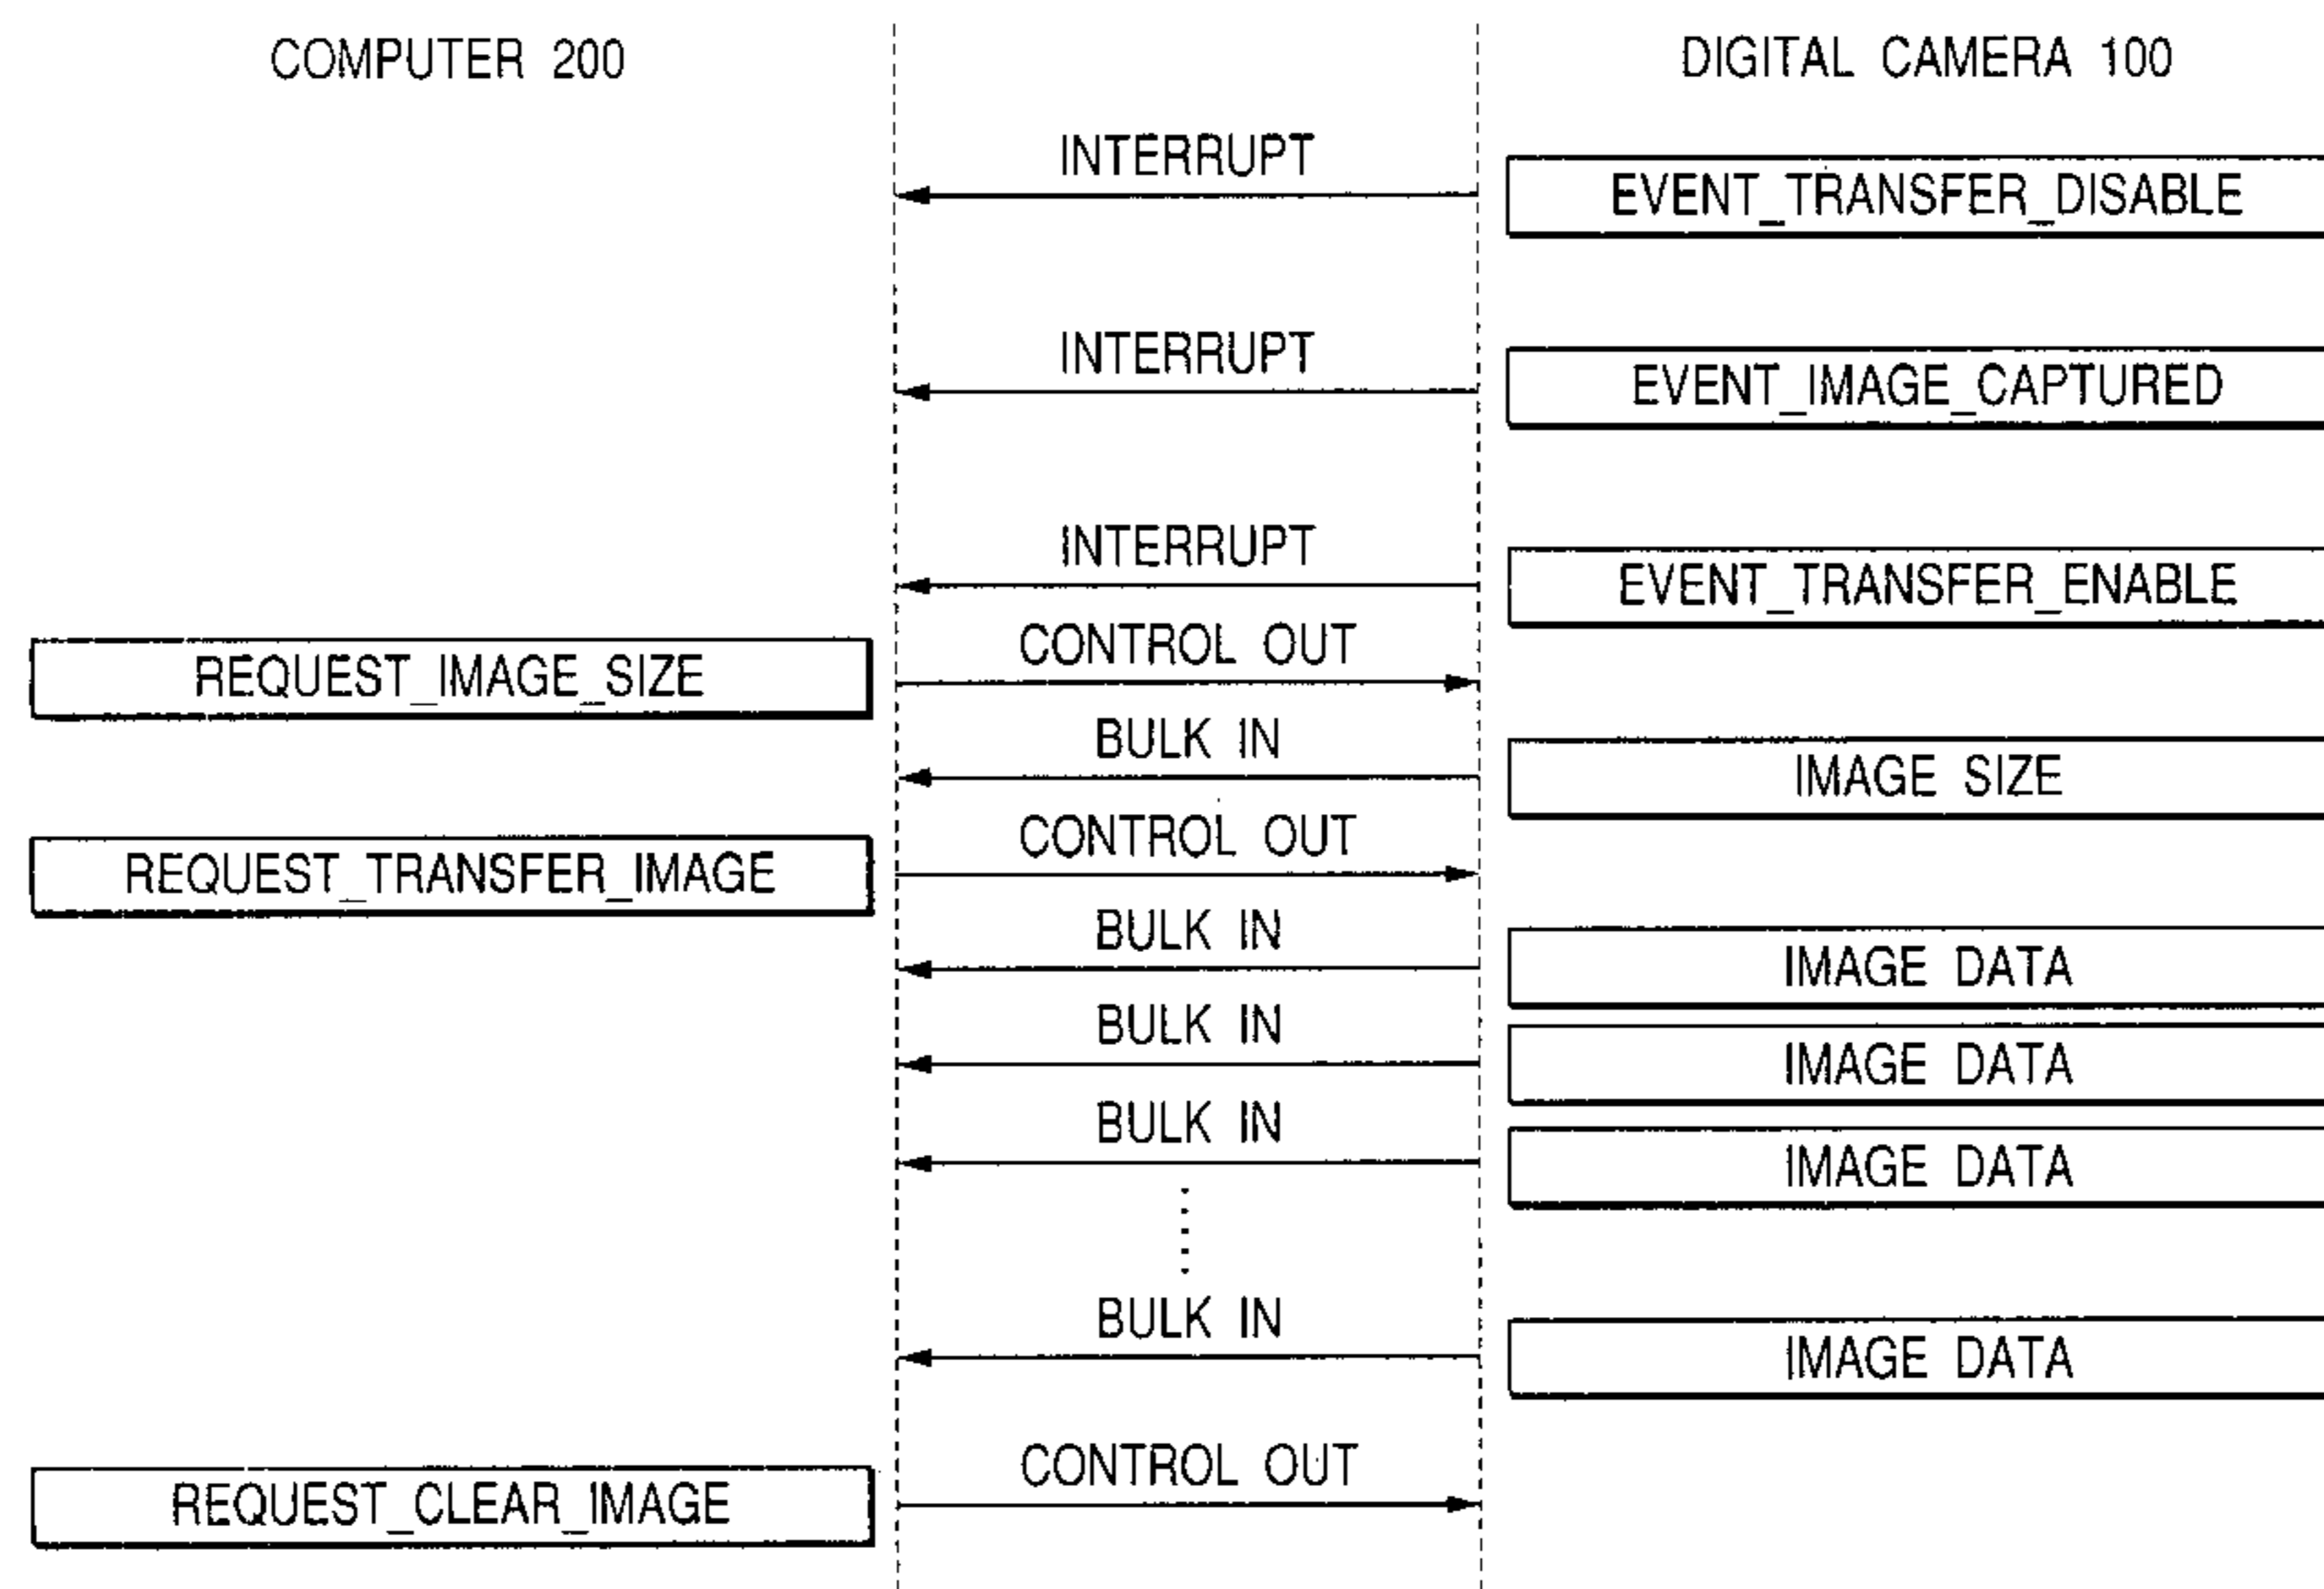 COMPUTER 200
DIGITAL CAMERA 100
INTERRUPT
EVENT_TRANSFER_DISABLE
INTERRUPT
EVENT_IMAGE_CAPTURED
INTERRUPT
EVENT_TRANSFER_ENABLE
CONTROL OUT
REQUEST_IMAGE_SIZE
BULK IN
IMAGE SIZE
CONTROL OUT
REQUEST_TRANSFER_IMAGE
BULK IN
IMAGE DATA
BULK IN
IMAGE DATA
BULK IN
IMAGE DATA
BULK IN
IMAGE DATA
CONTROL OUT
REQUEST_CLEAR_IMAGE